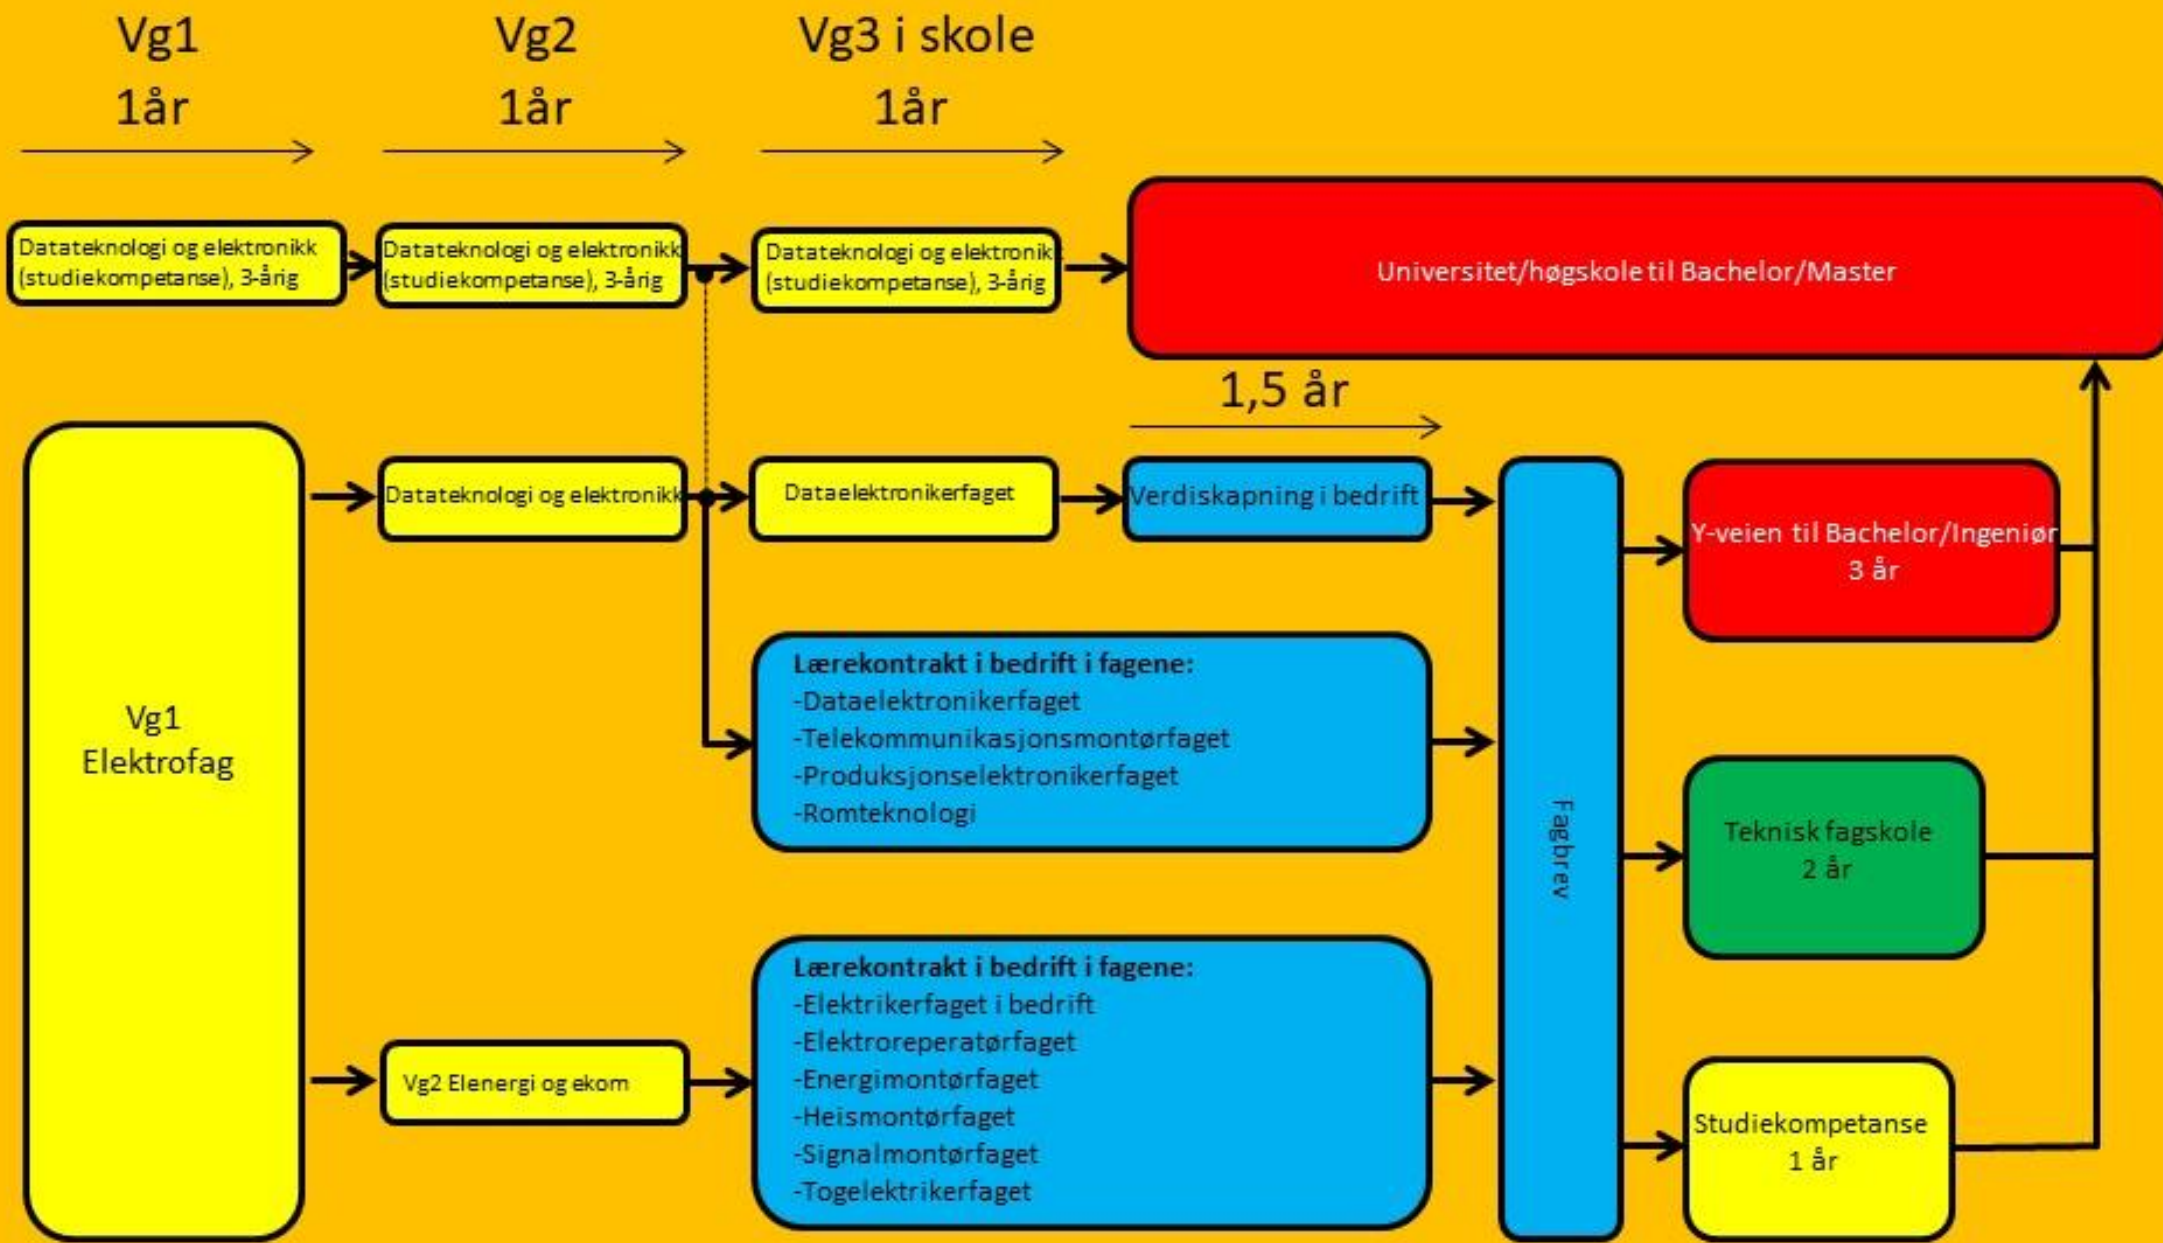 Vg1
1år
Vg2
1år
Vg3 i skole
1år
Datateknologi og elektronikk
(studiekompetanse), 3-årig
Datateknologi og elektronikk
(studiekompetanse), 3-årig
Datateknologi og elektronik
(studiekompetanse), 3-årig
Universitet/høgskole til Bachelor/Master
1,5 år
Vg1
Elektrofag
Datateknologi og elektronikk
Dataelektronikerfaget
Verdiskapning i bedrift
Lærekontrakt i bedrift i fagene:
-Dataelektronikerfaget
-Telekommunikasjonsmontørfaget
-Produksjonselektronikerfaget
-Romteknologi
Vg2 Elenergi og ekom
Lærekontrakt i bedrift i fagene:
-Elektrikerfaget i bedrift
-Elektroreperatørfaget
-Energimontørfaget
-Heismontørfaget
-Signalmontørfaget
-Togelektrikerfaget
Fagbrev
Y-veien til Bachelor/Ingeniør
3 år
Teknisk fagskole
2 år
Studiekompetanse
1 år